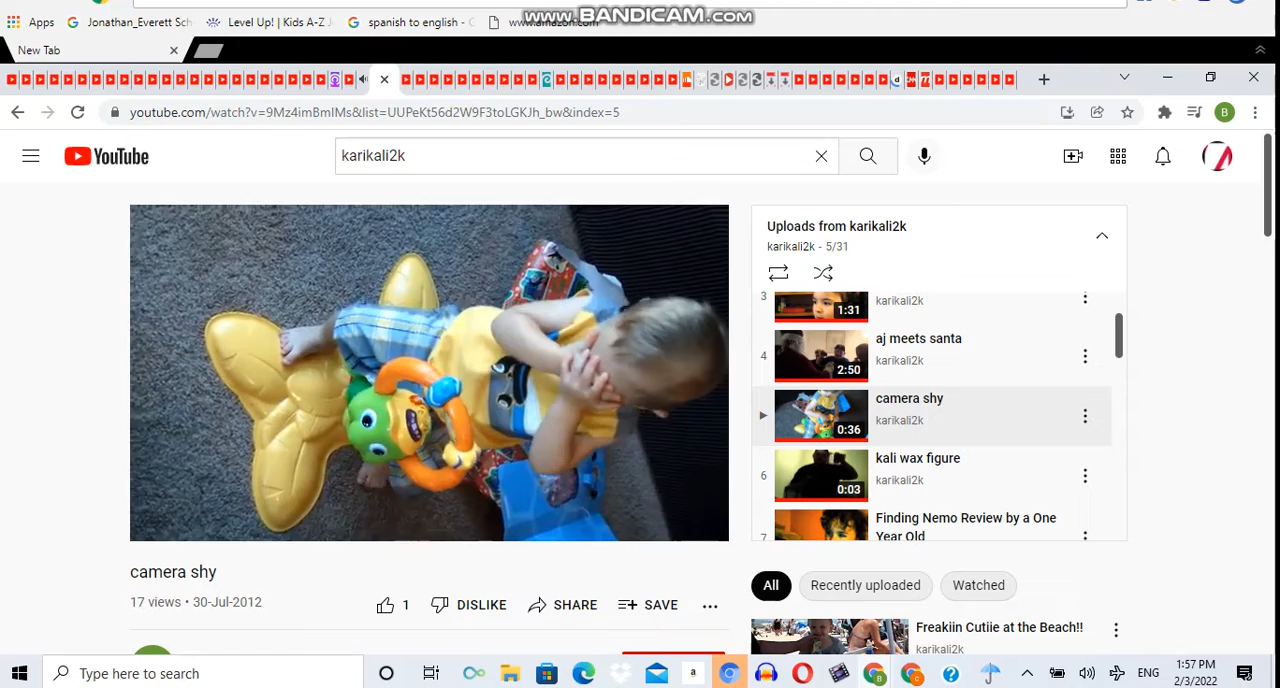 www.BANDICAM.com
Apps
Jonathan_Everett Sch
Level Up! | Kids A-Z
spanish to english -
www.amazon.com
New Tab
youtube.com/watch?v=9Mz4imBmIMs&list=UUPeKt56d2W9F3toLGKJh_bw&index=5
B
YouTube
karikali2k
Uploads from karikali2k
karikali2k - 5/31
3
1:31
karikali2k
4
2:50
aj meets santa
karikali2k
0:36
camera shy
karikali2k
6
0:03
kali wax figure
karikali2k
7
Finding Nemo Review by a One
Year Old
camera shy
17 views • 30-Jul-2012
1
DISLIKE
SHARE
SAVE
All
Recently uploaded
Watched
Freakiin Cutiie at the Beach!!
karikali2k
Type here to search
ENG
1:57 PM
2/3/2022